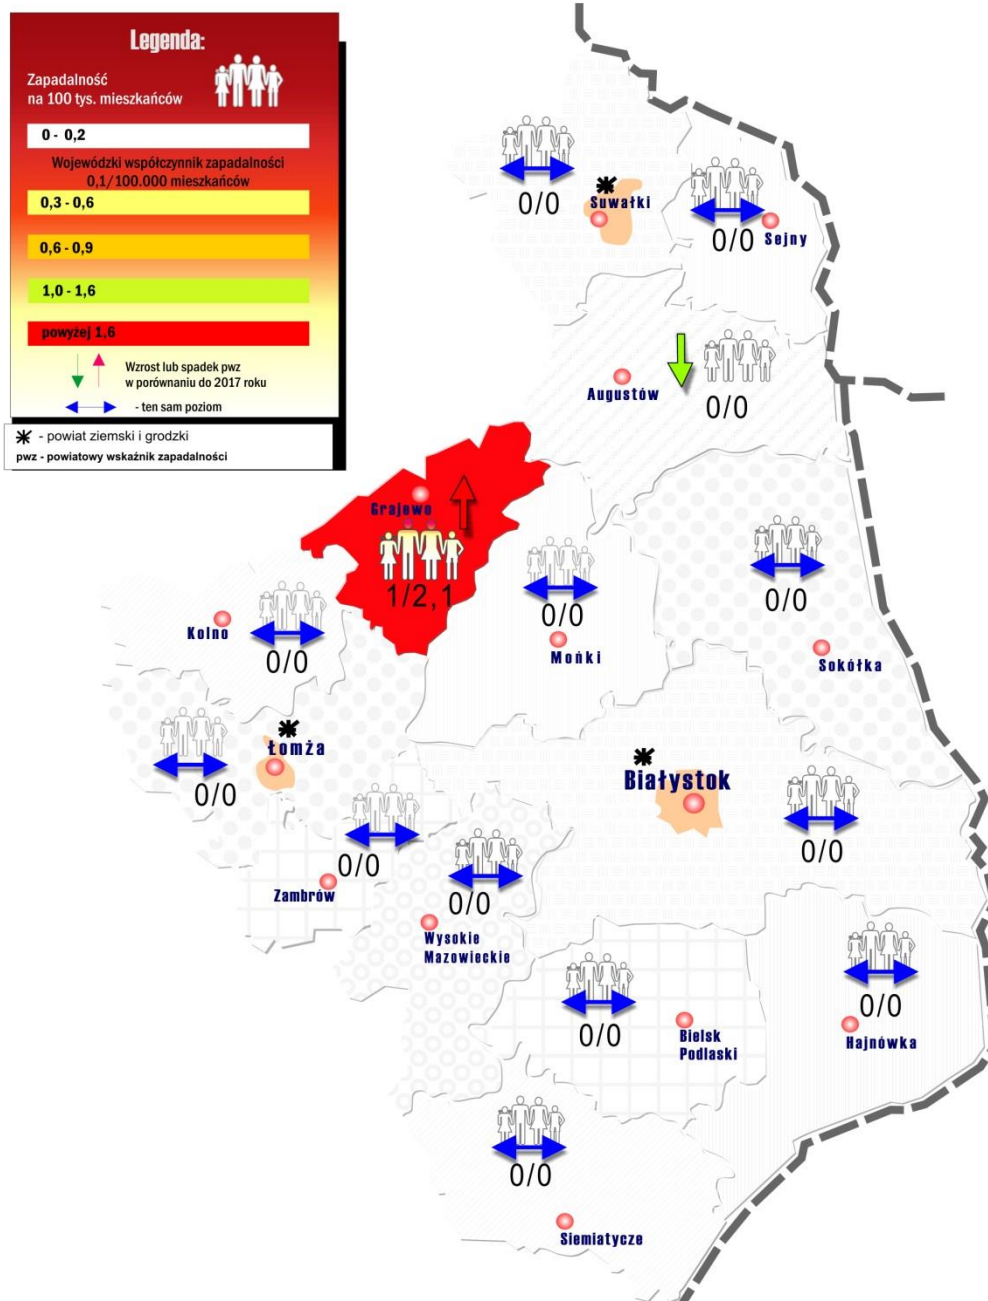 Legenda:
Zapadalność
na 100 tys. mieszkańców
0 - 0,2
Wojewódzki współczynnik zapadalności
0,1/100.000 mieszkańców
0,3 - 0,6
0,6 - 0,9
1,0 - 1,6
powyżej 1,6
Wzrost lub spadek pwz
w porównaniu do 2017 roku
- ten sam poziom
- powiat ziemski i grodzki
pwz - powiatowy wskaźnik zapadalności
0/0
Suwałki
0/0
Sejny
Augustów
0/0
Grajewo
1/2,1
0/0
Mońki
0/0
Sokółka
Kolno
0/0
Łomża
0/0
Białystok
0/0
0/0
Zambrów
0/0
Wysokie
Mazowieckie
0/0
Bielsk
Podlaski
0/0
Hajnówka
0/0
Siemiatycze